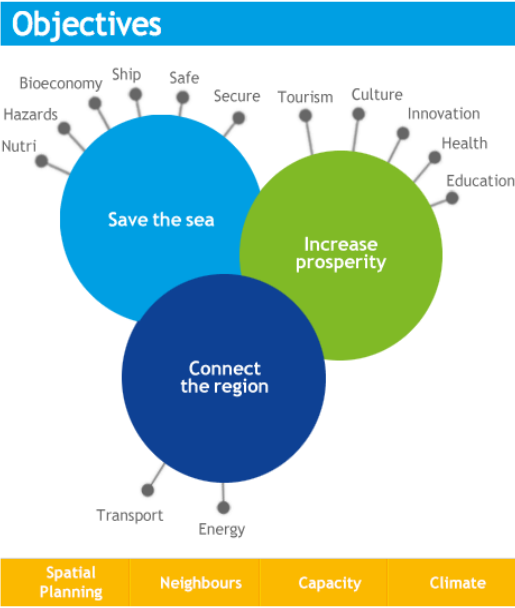 Objectives
Ship
Safe
Bioeconomy
Secure
Tourism
Culture
Hazards
Innovation
Nutri
Health
Education
Save the sea
Increase
prosperity
Connect
the region
Transport
Energy
Spatial
Planning
Neighbours
Capacity
Climate